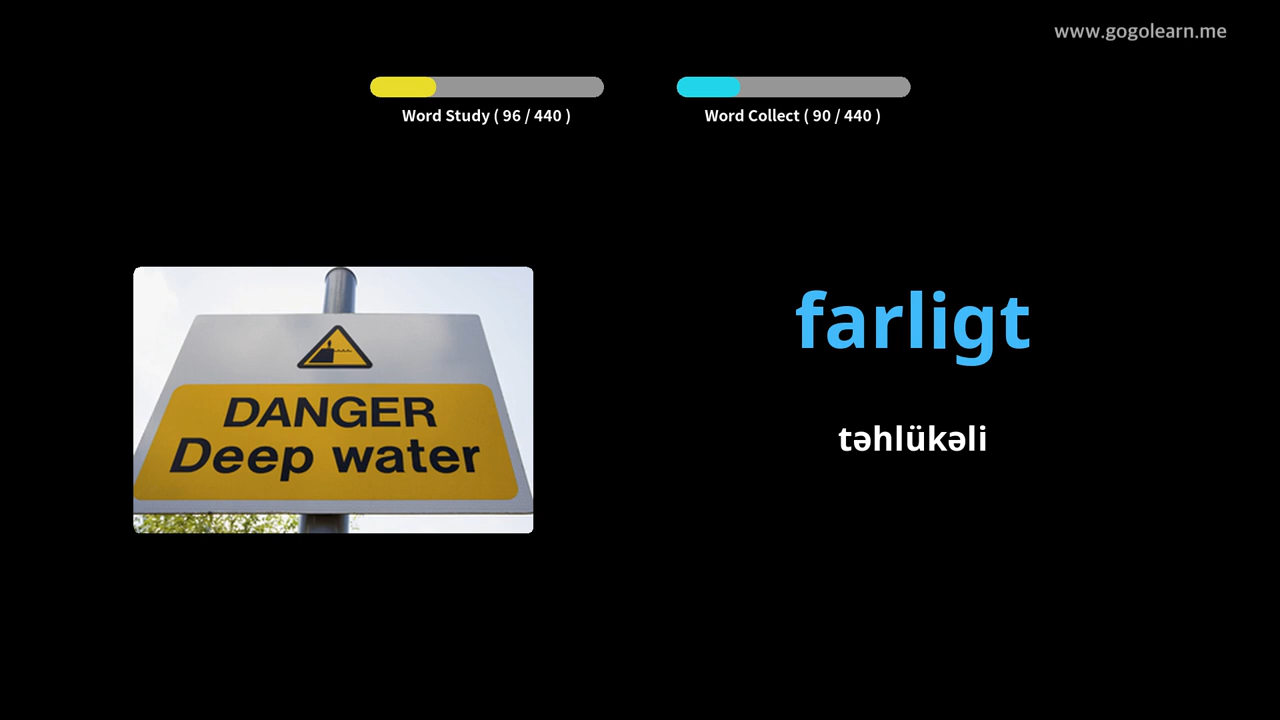 www.gogolearn.me
Word Study ( 96 / 440 )
Word Collect ( 90 / 440 )
DANGER
Deep water
farligt
təhlükəli